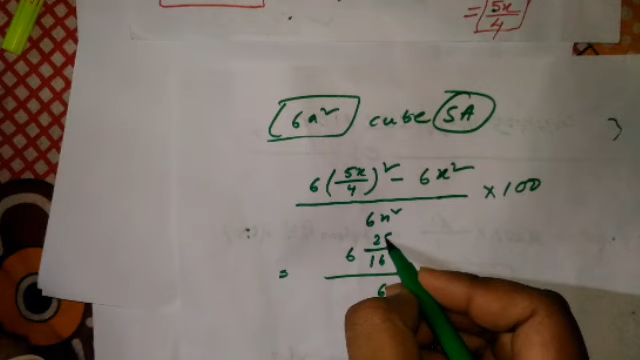 = 5x/4
6a² cube SA
6(5x/4)² - 6x² / 6x² × 100
= 6 25/16 / 6